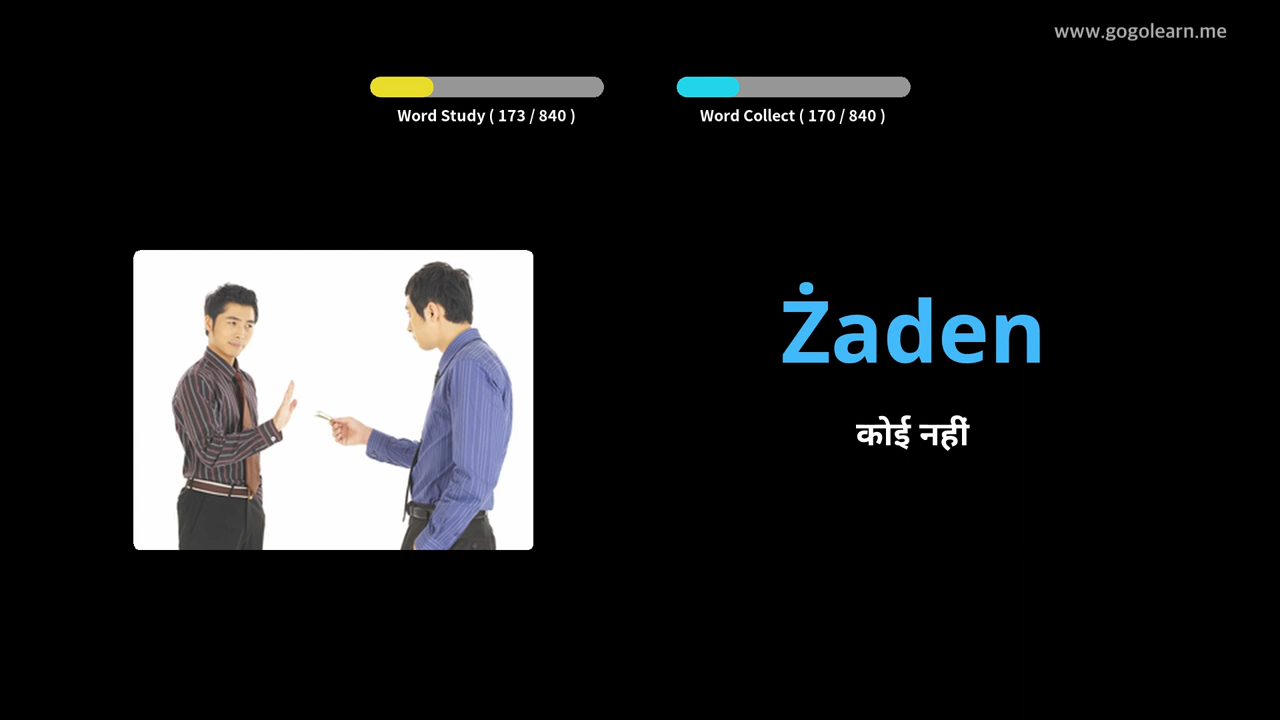 www.gogolearn.me
Word Study ( 173 / 840 )
Word Collect ( 170 / 840 )
Żaden
कोई नहीं